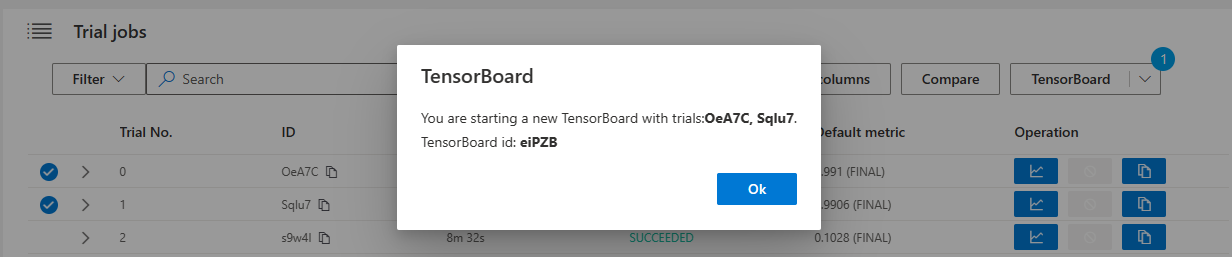 Trial jobs
Filter
Search
columns
Compare
TensorBoard
1
TensorBoard
You are starting a new TensorBoard with trials:OeA7C, Sqlu7.
TensorBoard id: eiPZB
Ok
Trial No. ID Default metric Operation
0 OeA7C .991 (FINAL)
1 Sqlu7 .9906 (FINAL)
2 s9w4l 8m 32s SUCCEEDED 0.1028 (FINAL)